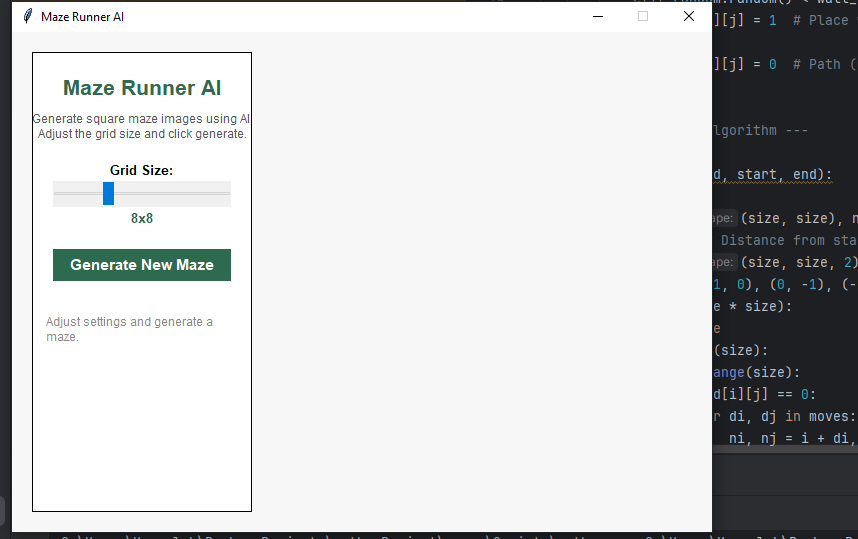 Maze Runner AI
Maze Runner AI
Generate square maze images using AI
Adjust the grid size and click generate.
Grid Size:
8x8
Generate New Maze
Adjust settings and generate a
maze.
][j] = 1  # Place
][j] = 0  # Path (
lgorithm ---
d, start, end):
ape: (size, size), n
Distance from sta
ape: (size, size, 2)
1, 0), (0, -1), (-
e * size):
e
(size):
ange(size):
d[i][j] == 0:
r di, dj in moves:
ni, nj = i + di,